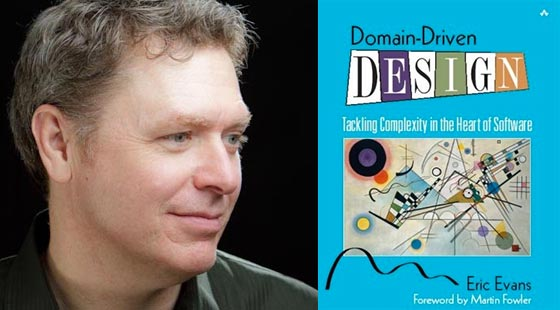 Domain-Driven
DESIGN
Tackling Complexity in the Heart of Software
Eric Evans
Foreword by Martin Fowler